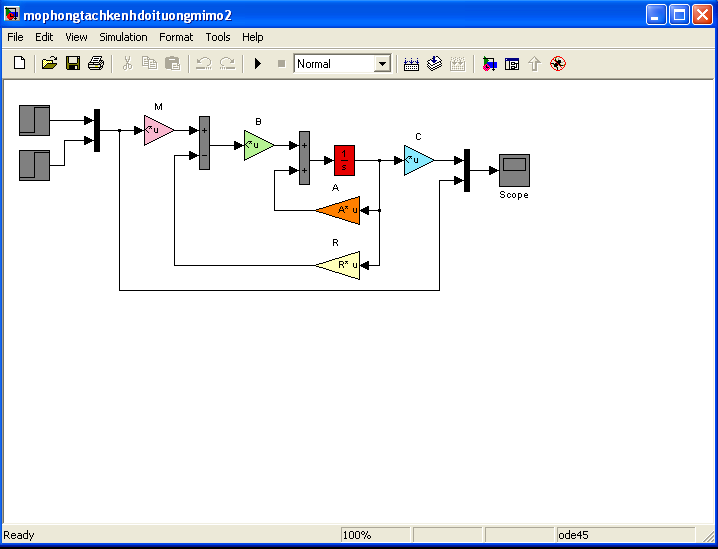 mophongtachkenhdoituongmimo2
File Edit View Simulation Format Tools Help
Normal
M
B
C
K*u
K*u
K*u
1
s
Scope
A
A* u
R
R* u
Ready 100% ode45